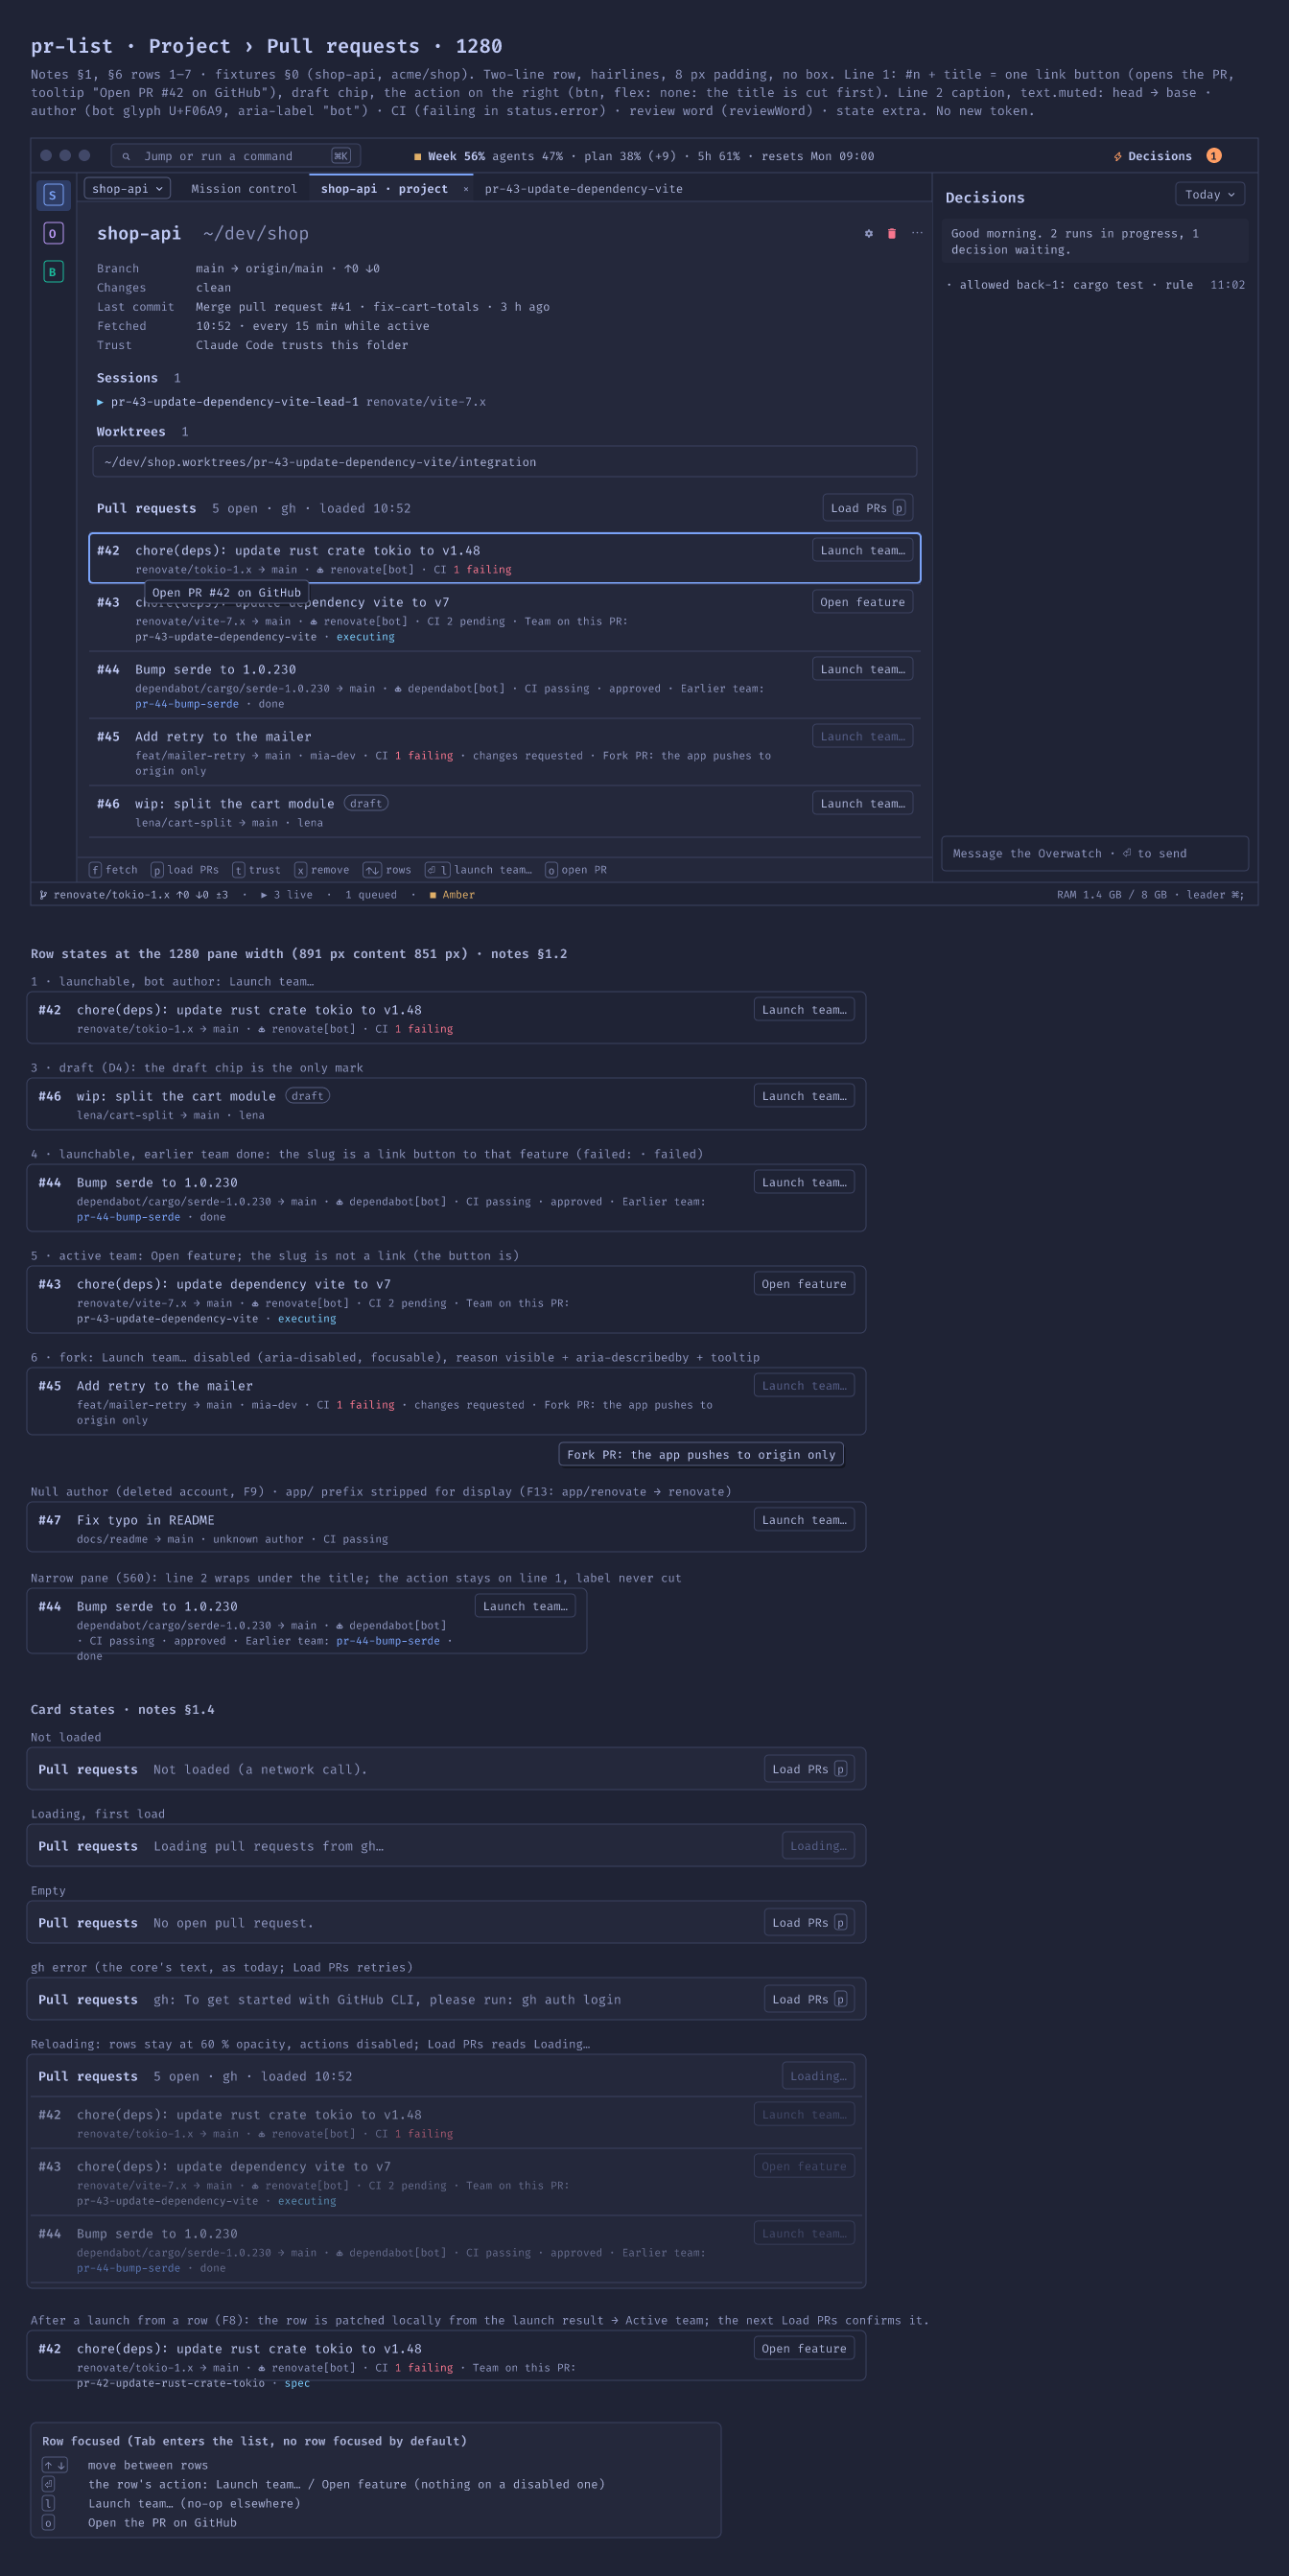 pr-list · Project › Pull requests · 1280
Notes §1, §6 rows 1–7 · fixtures §0 (shop-api, acme/shop). Two-line row, hairlines, 8 px padding, no box. Line 1: #n + title = one link button (opens the PR,
tooltip "Open PR #42 on GitHub"), draft chip, the action on the right (btn, flex: none: the title is cut first). Line 2 caption, text.muted: head → base ·
author (bot glyph U+F06A9, aria-label "bot") · CI (failing in status.error) · review word (reviewWord) · state extra. No new token.
Jump or run a command ⌘K
■ Week 56% agents 47% · plan 38% (+9) · 5h 61% · resets Mon 09:00
Decisions 1
S
O
B
shop-api Mission control shop-api · project × pr-43-update-dependency-vite
shop-api ~/dev/shop ⋯
Branch main → origin/main · ↑0 ↓0
Changes clean
Last commit Merge pull request #41 · fix-cart-totals · 3 h ago
Fetched 10:52 · every 15 min while active
Trust Claude Code trusts this folder
Sessions 1
▶ pr-43-update-dependency-vite-lead-1 renovate/vite-7.x
Worktrees 1
~/dev/shop.worktrees/pr-43-update-dependency-vite/integration
Pull requests 5 open · gh · loaded 10:52 Load PRs p
#42 chore(deps): update rust crate tokio to v1.48 Launch team…
renovate/tokio-1.x → main · renovate[bot] · CI 1 failing
Open PR #42 on GitHub
#43 dependency vite to v7 Open feature
renovate/vite-7.x → main · renovate[bot] · CI 2 pending · Team on this PR:
pr-43-update-dependency-vite · executing
#44 Bump serde to 1.0.230 Launch team…
dependabot/cargo/serde-1.0.230 → main · dependabot[bot] · CI passing · approved · Earlier team:
pr-44-bump-serde · done
#45 Add retry to the mailer Launch team…
feat/mailer-retry → main · mia-dev · CI 1 failing · changes requested · Fork PR: the app pushes to
origin only
#46 wip: split the cart module draft Launch team…
lena/cart-split → main · lena
f fetch p load PRs t trust x remove ↑↓ rows ⏎ l launch team… o open PR
Decisions Today
Good morning. 2 runs in progress, 1
decision waiting.
· allowed back-1: cargo test · rule 11:02
Message the Overwatch · ⏎ to send
renovate/tokio-1.x ↑0 ↓0 ±3 · ▶ 3 live · 1 queued · ■ Amber
RAM 1.4 GB / 8 GB · leader ⌘;
Row states at the 1280 pane width (891 px content 851 px) · notes §1.2
1 · launchable, bot author: Launch team…
#42 chore(deps): update rust crate tokio to v1.48 Launch team…
renovate/tokio-1.x → main · renovate[bot] · CI 1 failing
3 · draft (D4): the draft chip is the only mark
#46 wip: split the cart module draft Launch team…
lena/cart-split → main · lena
4 · launchable, earlier team done: the slug is a link button to that feature (failed: · failed)
#44 Bump serde to 1.0.230 Launch team…
dependabot/cargo/serde-1.0.230 → main · dependabot[bot] · CI passing · approved · Earlier team:
pr-44-bump-serde · done
5 · active team: Open feature; the slug is not a link (the button is)
#43 chore(deps): update dependency vite to v7 Open feature
renovate/vite-7.x → main · renovate[bot] · CI 2 pending · Team on this PR:
pr-43-update-dependency-vite · executing
6 · fork: Launch team… disabled (aria-disabled, focusable), reason visible + aria-describedby + tooltip
#45 Add retry to the mailer Launch team…
feat/mailer-retry → main · mia-dev · CI 1 failing · changes requested · Fork PR: the app pushes to
origin only
Fork PR: the app pushes to origin only
Null author (deleted account, F9) · app/ prefix stripped for display (F13: app/renovate → renovate)
#47 Fix typo in README Launch team…
docs/readme → main · unknown author · CI passing
Narrow pane (560): line 2 wraps under the title; the action stays on line 1, label never cut
#44 Bump serde to 1.0.230 Launch team…
dependabot/cargo/serde-1.0.230 → main · dependabot[bot]
· CI passing · approved · Earlier team: pr-44-bump-serde ·
done
Card states · notes §1.4
Not loaded
Pull requests Not loaded (a network call). Load PRs p
Loading, first load
Pull requests Loading pull requests from gh… Loading…
Empty
Pull requests No open pull request. Load PRs p
gh error (the core's text, as today; Load PRs retries)
Pull requests gh: To get started with GitHub CLI, please run: gh auth login Load PRs p
Reloading: rows stay at 60 % opacity, actions disabled; Load PRs reads Loading…
Pull requests 5 open · gh · loaded 10:52 Loading…
#42 chore(deps): update rust crate tokio to v1.48 Launch team…
renovate/tokio-1.x → main · renovate[bot] · CI 1 failing
#43 chore(deps): update dependency vite to v7 Open feature
renovate/vite-7.x → main · renovate[bot] · CI 2 pending · Team on this PR:
pr-43-update-dependency-vite · executing
#44 Bump serde to 1.0.230 Launch team…
dependabot/cargo/serde-1.0.230 → main · dependabot[bot] · CI passing · approved · Earlier team:
pr-44-bump-serde · done
After a launch from a row (F8): the row is patched locally from the launch result → Active team; the next Load PRs confirms it.
#42 chore(deps): update rust crate tokio to v1.48 Open feature
renovate/tokio-1.x → main · renovate[bot] · CI 1 failing · Team on this PR:
pr-42-update-rust-crate-tokio · spec
Row focused (Tab enters the list, no row focused by default)
↑ ↓ move between rows
⏎ the row's action: Launch team… / Open feature (nothing on a disabled one)
l Launch team… (no-op elsewhere)
o Open the PR on GitHub